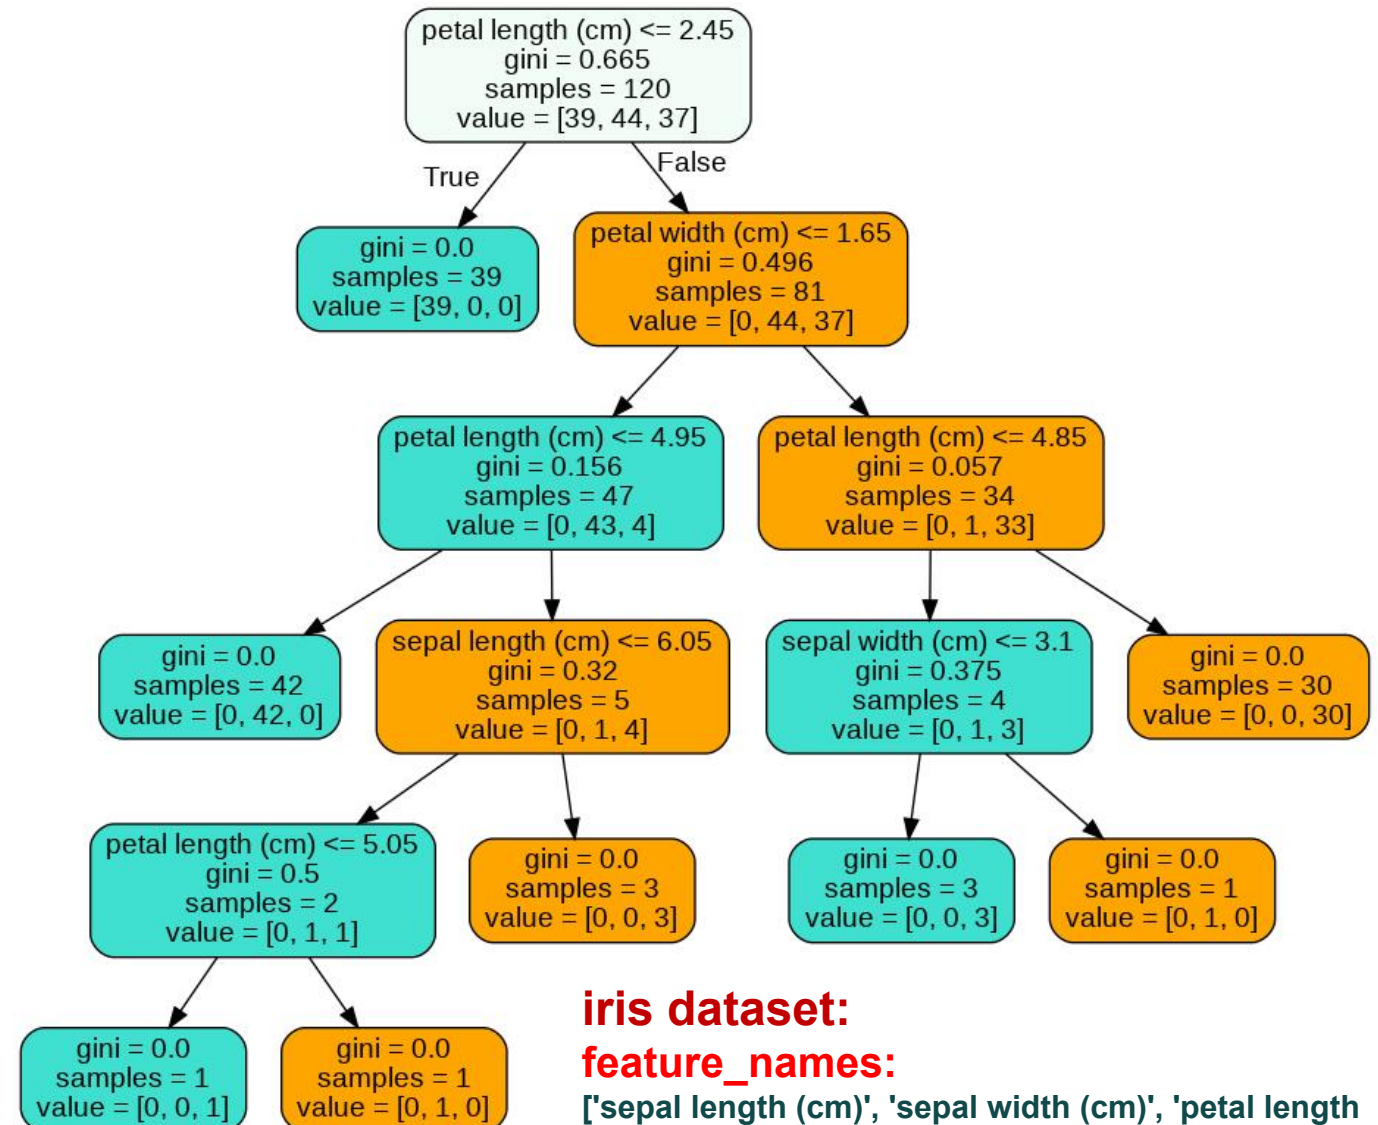 petal length (cm) <= 2.45
gini = 0.665
samples = 120
value = [39, 44, 37]
True
False
gini = 0.0
samples = 39
value = [39, 0, 0]
petal width (cm) <= 1.65
gini = 0.496
samples = 81
value = [0, 44, 37]
petal length (cm) <= 4.95
gini = 0.156
samples = 47
value = [0, 43, 4]
petal length (cm) <= 4.85
gini = 0.057
samples = 34
value = [0, 1, 33]
gini = 0.0
samples = 42
value = [0, 42, 0]
sepal length (cm) <= 6.05
gini = 0.32
samples = 5
value = [0, 1, 4]
sepal width (cm) <= 3.1
gini = 0.375
samples = 4
value = [0, 1, 3]
gini = 0.0
samples = 30
value = [0, 0, 30]
petal length (cm) <= 5.05
gini = 0.5
samples = 2
value = [0, 1, 1]
gini = 0.0
samples = 3
value = [0, 0, 3]
gini = 0.0
samples = 3
value = [0, 0, 3]
gini = 0.0
samples = 1
value = [0, 1, 0]
gini = 0.0
samples = 1
value = [0, 0, 1]
gini = 0.0
samples = 1
value = [0, 1, 0]
iris dataset:
feature_names:
['sepal length (cm)', 'sepal width (cm)', 'petal length